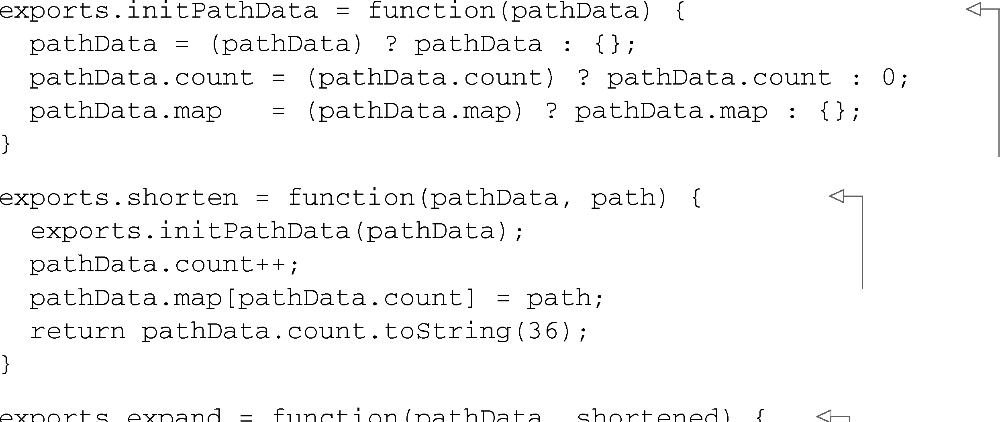 exports.initPathData = function(pathData) {
  pathData = (pathData) ? pathData : {};
  pathData.count = (pathData.count) ? pathData.count : 0;
  pathData.map   = (pathData.map) ? pathData.map : {};
}
exports.shorten = function(pathData, path) {
  exports.initPathData(pathData);
  pathData.count++;
  pathData.map[pathData.count] = path;
  return pathData.count.toString(36);
}
exports.expand = function(pathData, shortened) {